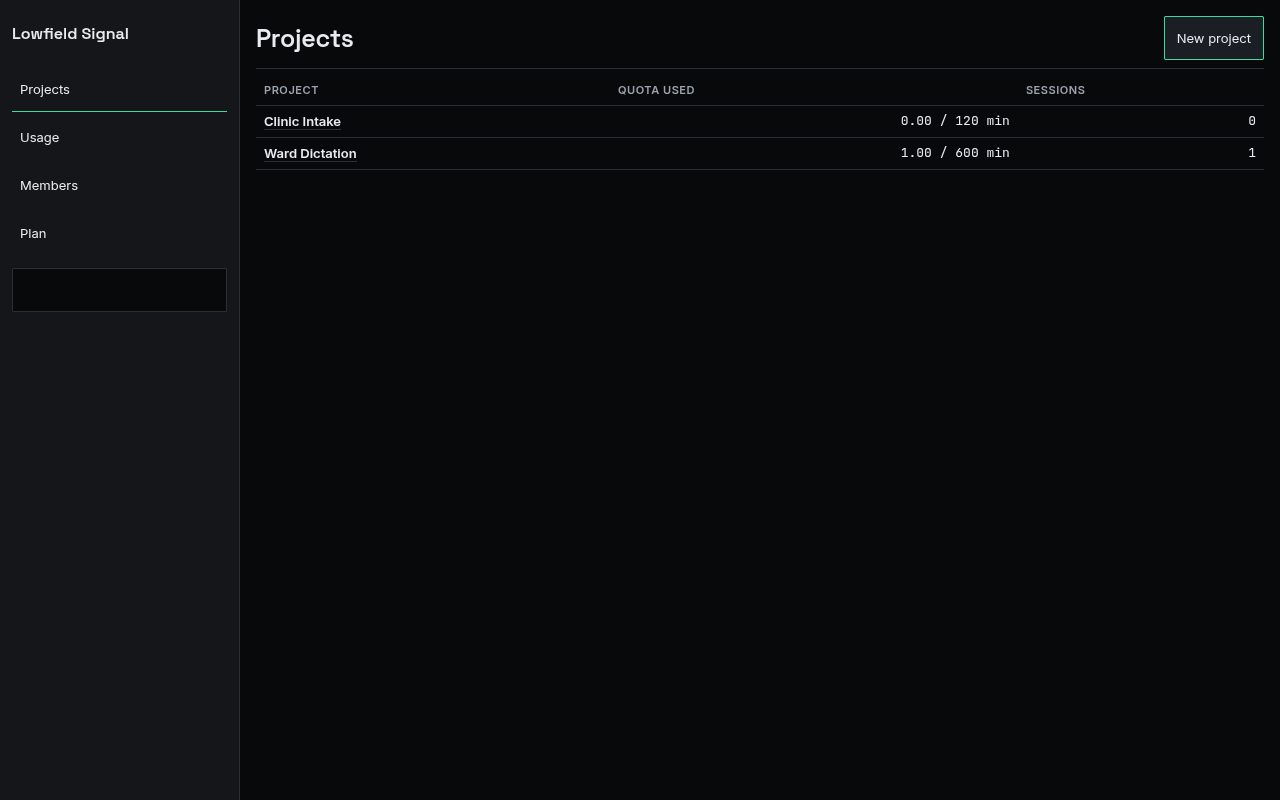 Lowfield Signal
Projects
Usage
Members
Plan
Projects
New project
PROJECT QUOTA USED SESSIONS
Clinic Intake 0.00 / 120 min 0
Ward Dictation 1.00 / 600 min 1